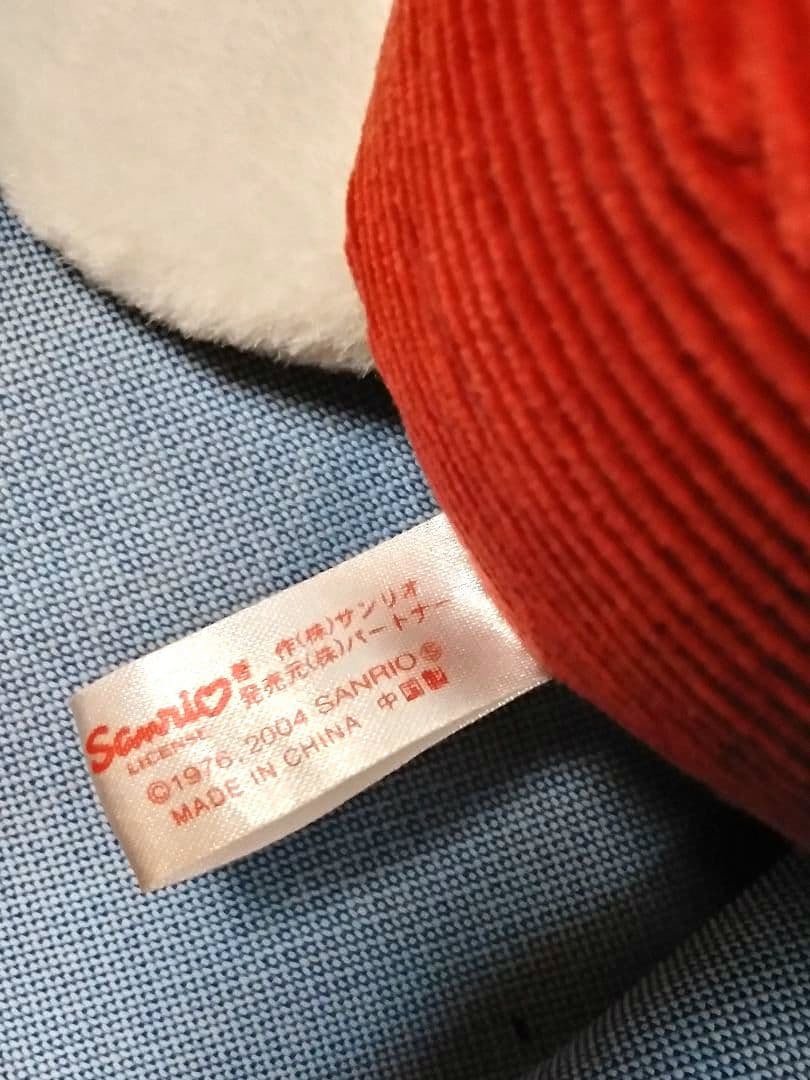 Sanrio
LICENSE
著 作(株)サンリオ
発売元(株)パートナー
©1976, 2004 SANRIO Ⓢ
MADE IN CHINA 中国製